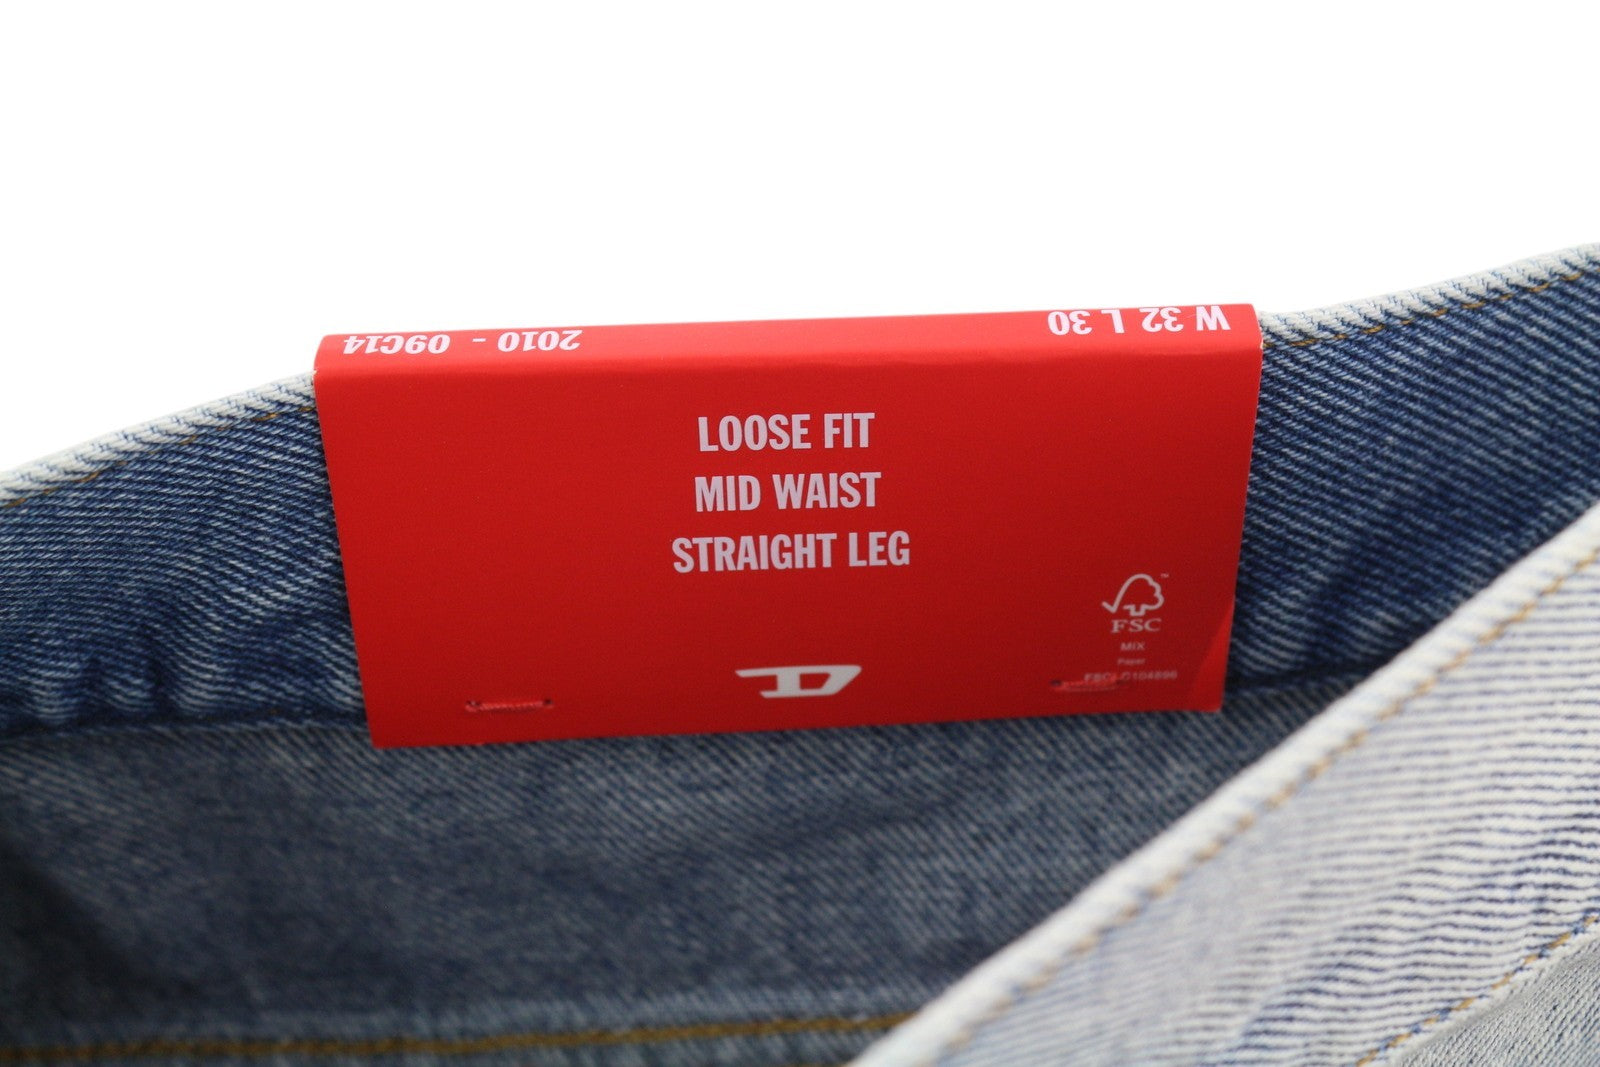 W 32 L 30
2010 - 09C14
LOOSE FIT
MID WAIST
STRAIGHT LEG
FSC
MIX
Paper
D